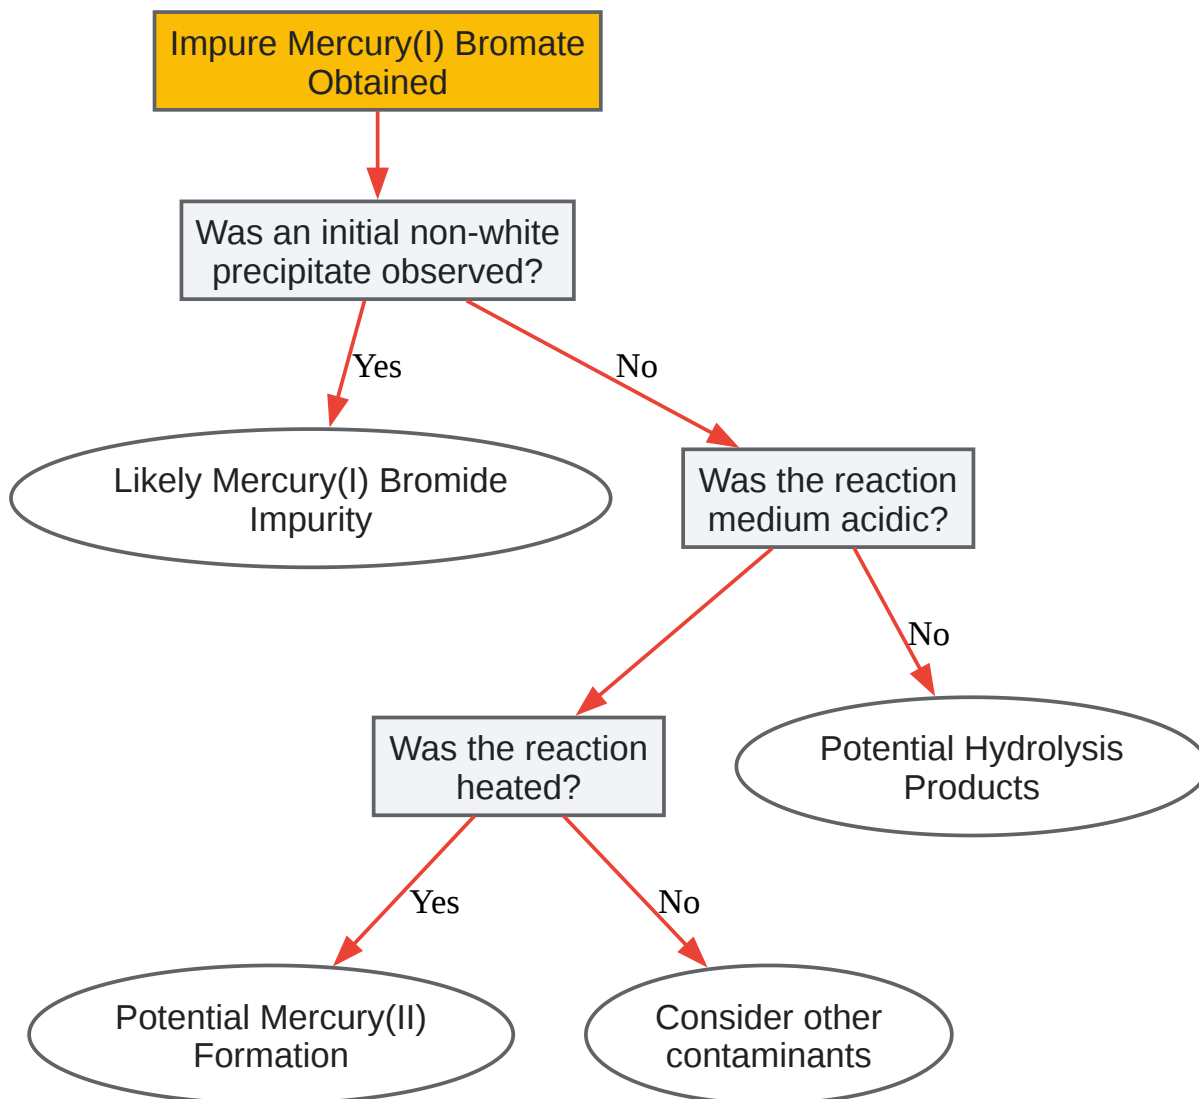 Impure Mercury(I) Bromate
Obtained
Was an initial non-white
precipitate observed?
Yes
No
Likely Mercury(I) Bromide
Impurity
Was the reaction
medium acidic?
No
Was the reaction
heated?
Potential Hydrolysis
Products
Yes
No
Potential Mercury(II)
Formation
Consider other
contaminants